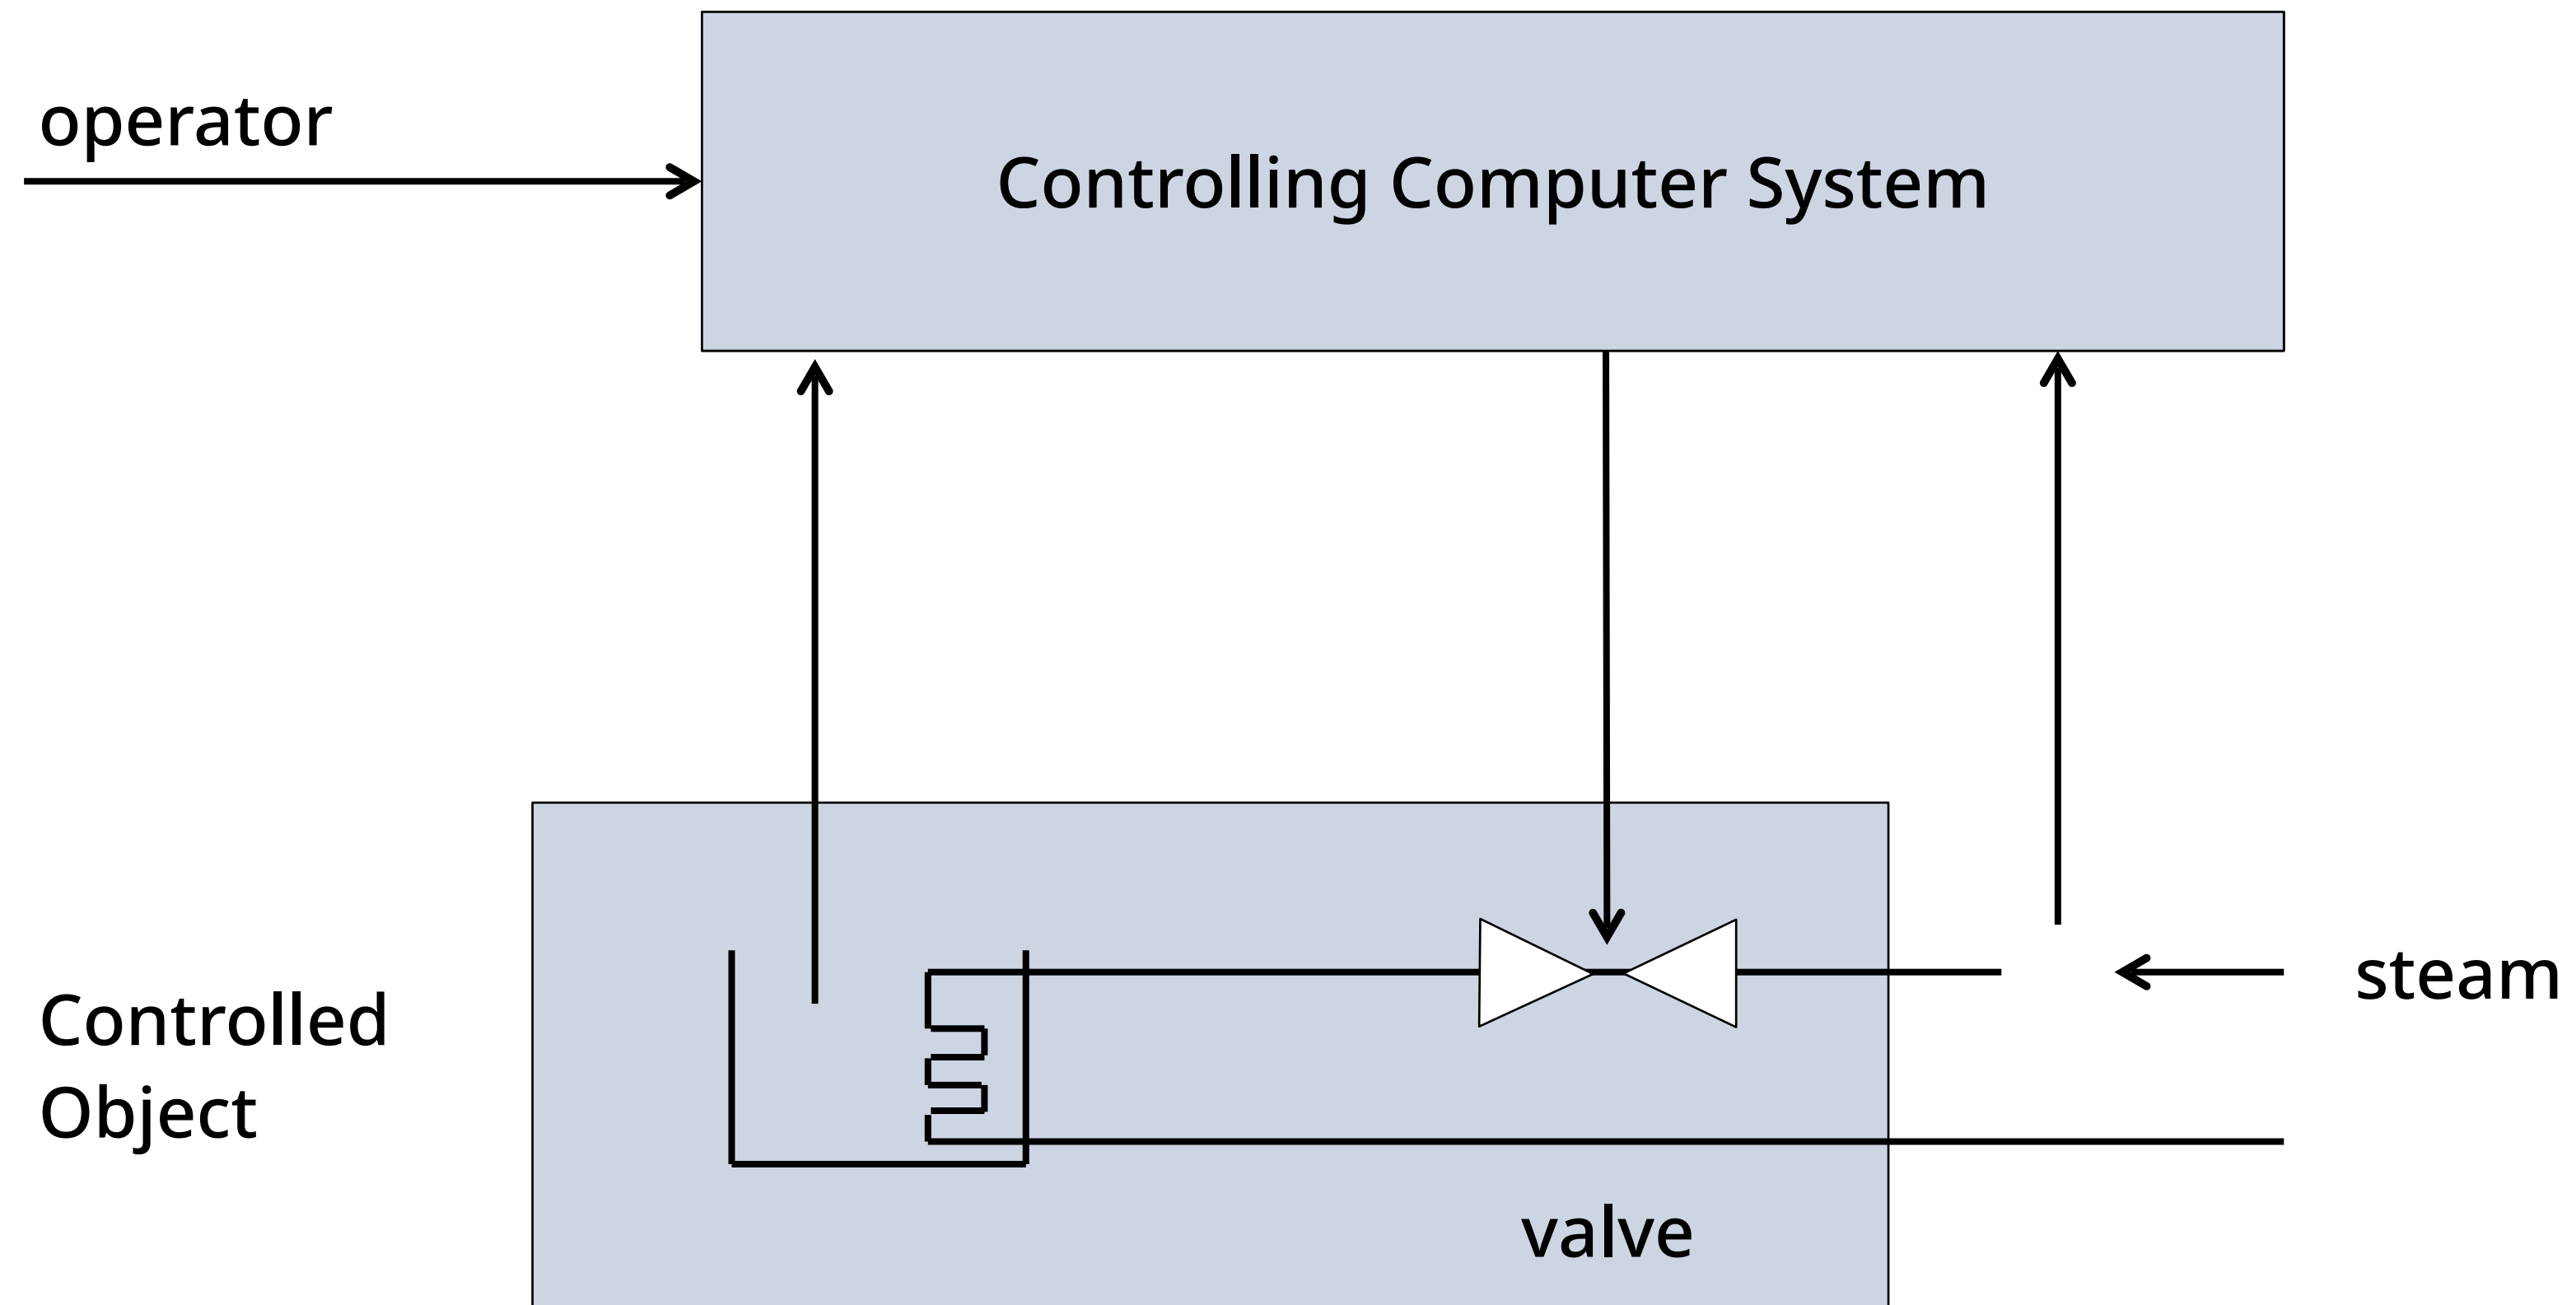 operator
Controlling Computer System
steam
Controlled
Object
valve